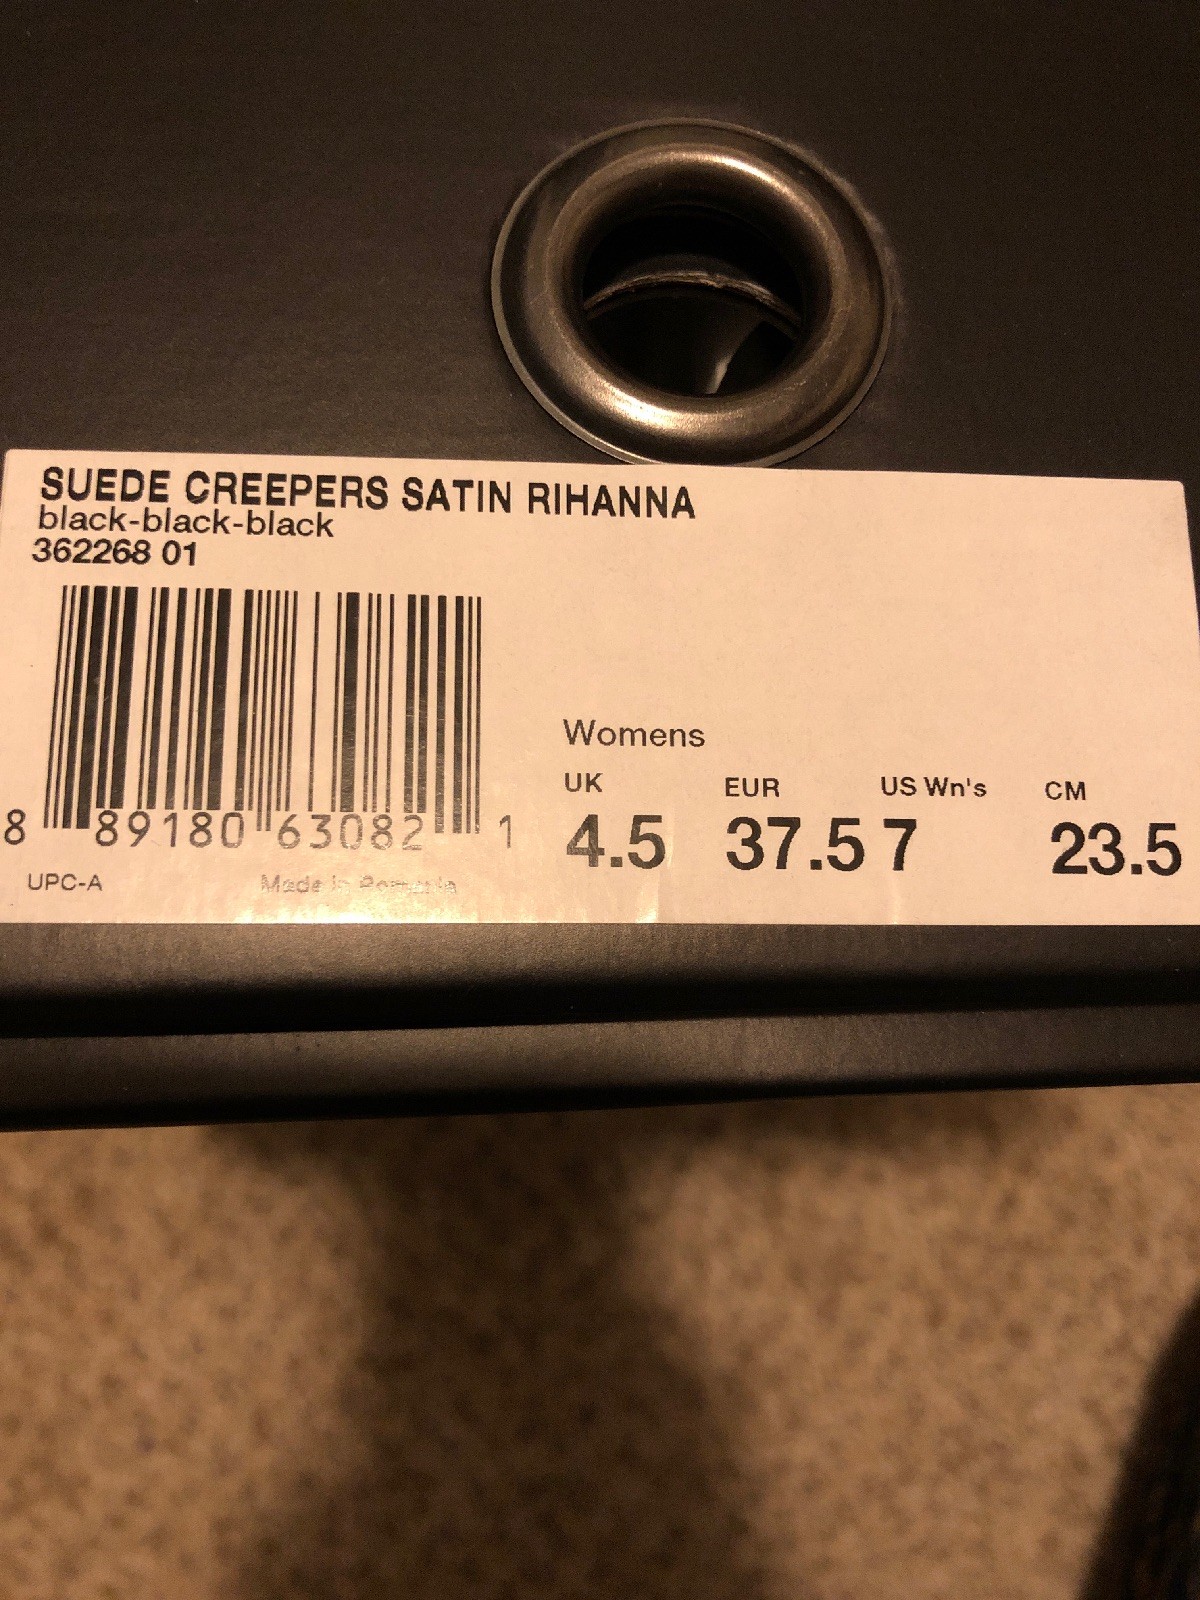 SUEDE CREEPERS SATIN RIHANNA
black-black-black
362268 01
8 89180 63082 1
UPC-A
Made in Romania
Womens
UK EUR US Wn's CM
4.5 37.5 7 23.5